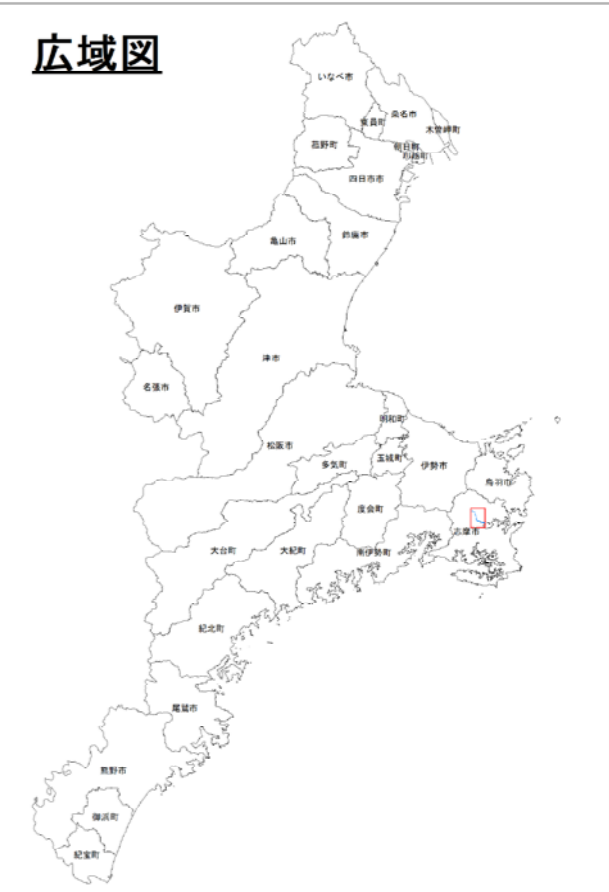 広域図
いなべ市
桑名市
東員町
木曽岬町
菰野町
朝日町
川越町
四日市市
鈴鹿市
亀山市
伊賀市
津市
名張市
明和町
松阪市
玉城町
多気町
伊勢市
鳥羽市
度会町
志摩市
大台町
大紀町
南伊勢町
紀北町
尾鷲市
熊野市
御浜町
紀宝町